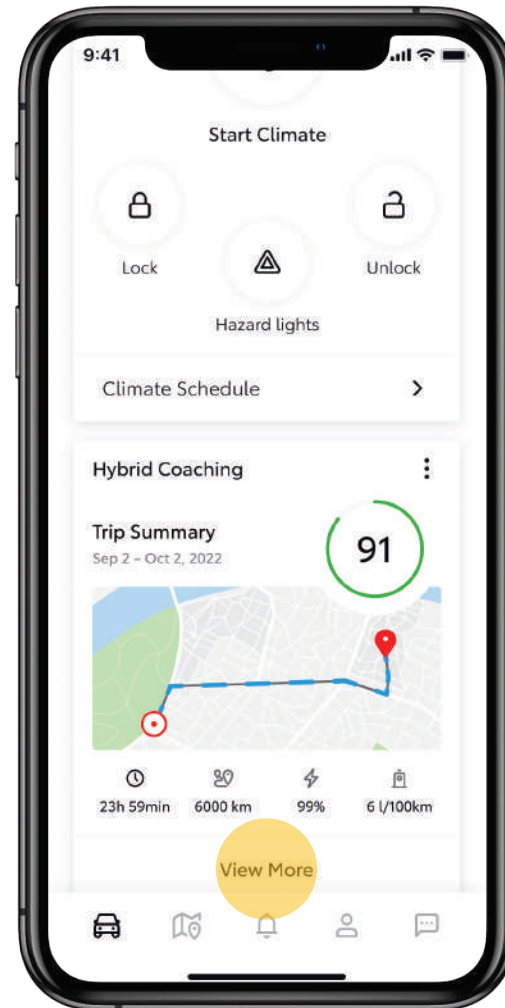 9:41
Start Climate
Lock
Unlock
Hazard lights
Climate Schedule
Hybrid Coaching
Trip Summary
Sep 2 – Oct 2, 2022
91
23h 59min 6000 km 99% 6 l/100km
View More